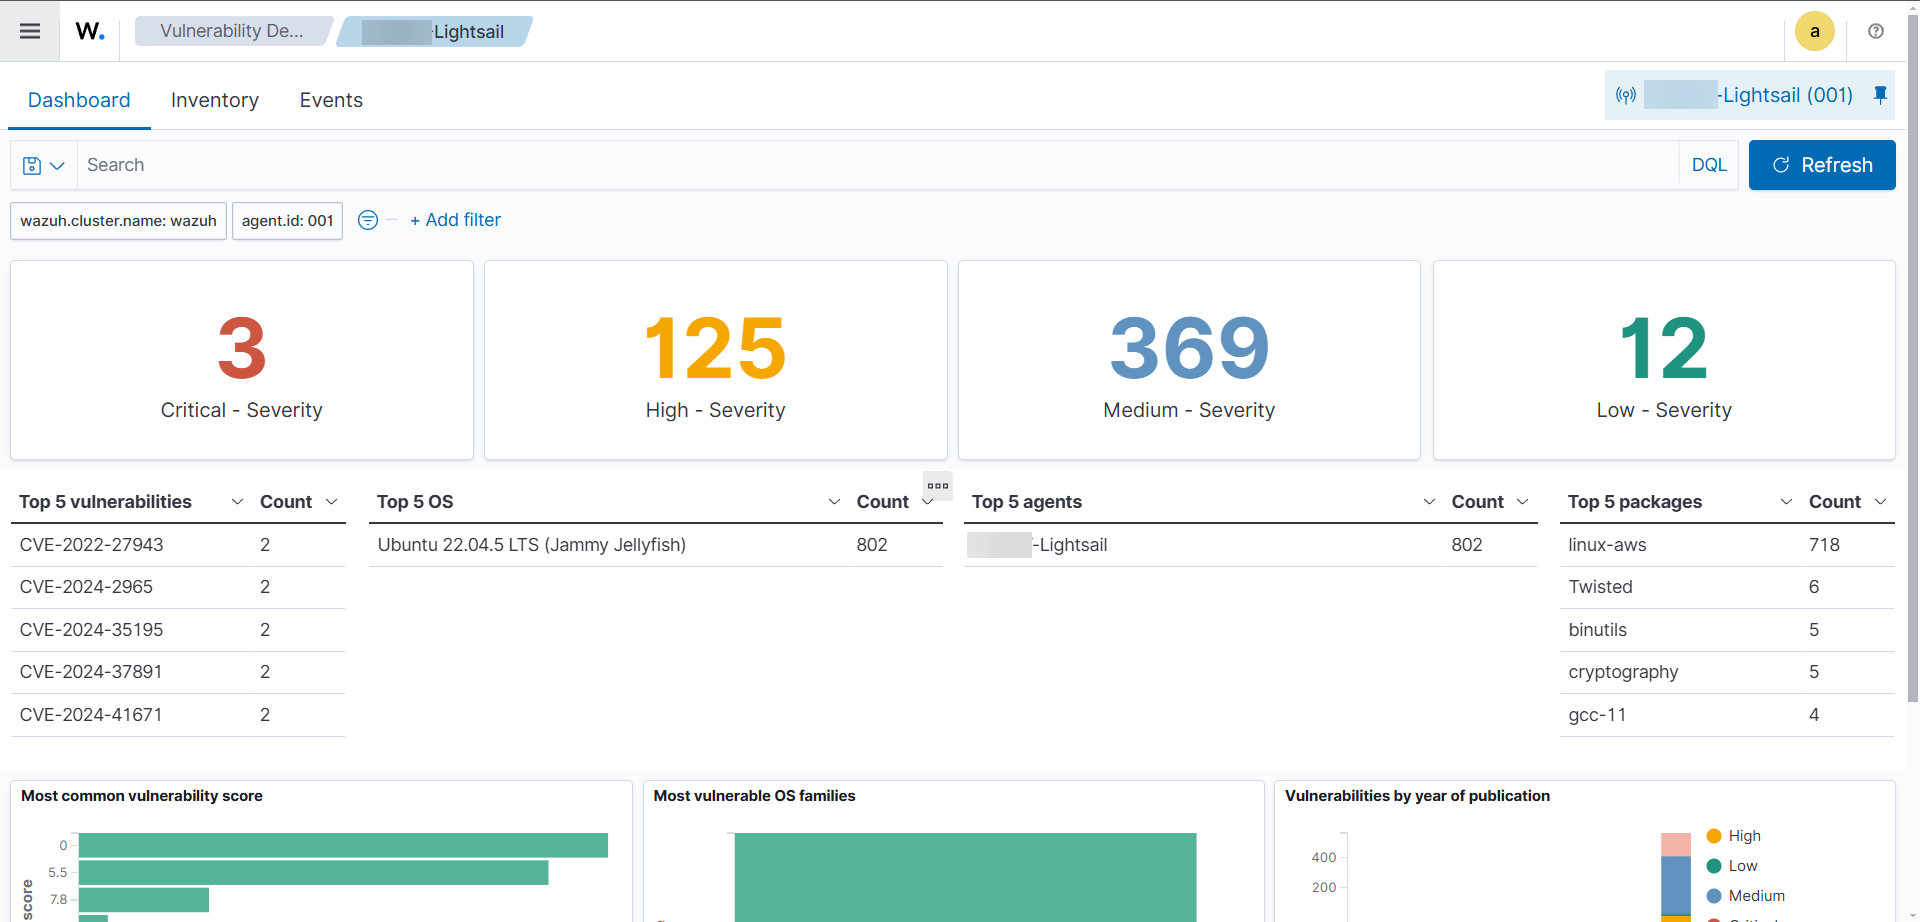 W.
Vulnerability De...
-Lightsail
a
Dashboard
Inventory
Events
-Lightsail (001)
Search
DQL
Refresh
wazuh.cluster.name: wazuh
agent.id: 001
+ Add filter
3
Critical - Severity
125
High - Severity
369
Medium - Severity
12
Low - Severity
Top 5 vulnerabilities Count
CVE-2022-27943 2
CVE-2024-2965 2
CVE-2024-35195 2
CVE-2024-37891 2
CVE-2024-41671 2
Top 5 OS Count
Ubuntu 22.04.5 LTS (Jammy Jellyfish) 802
Top 5 agents Count
-Lightsail 802
Top 5 packages Count
linux-aws 718
Twisted 6
binutils 5
cryptography 5
gcc-11 4
Most common vulnerability score
0
5.5
7.8
score
Most vulnerable OS families
Vulnerabilities by year of publication
400
200
High
Low
Medium